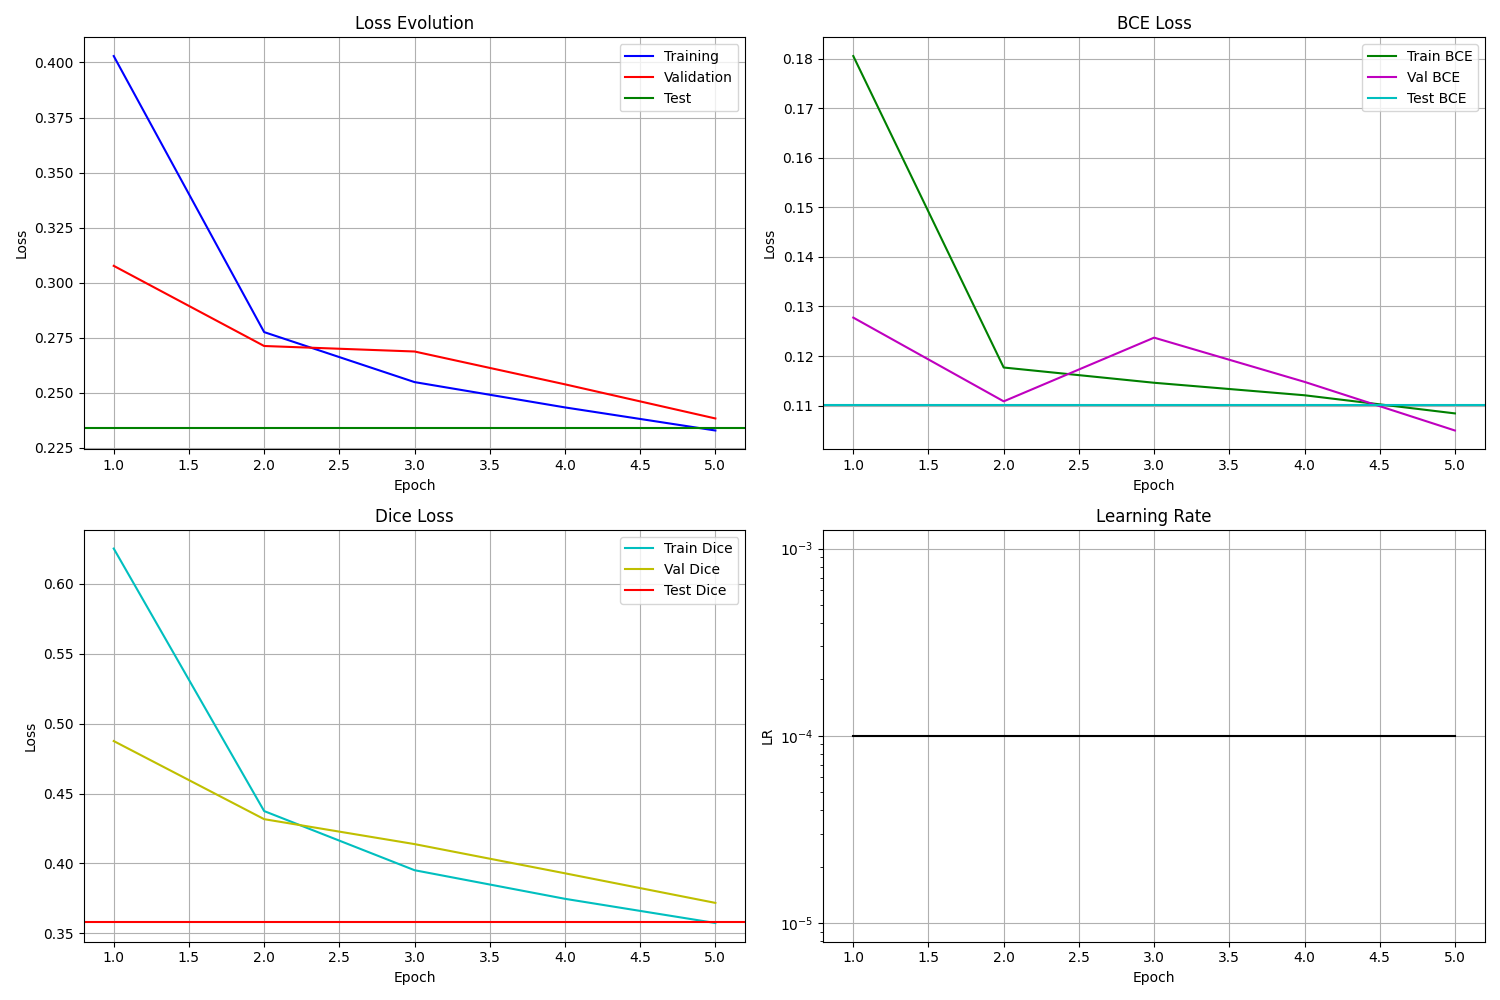 Loss Evolution
Loss
0.400
0.375
0.350
0.325
0.300
0.275
0.250
0.225
Training
Validation
Test
1.0 1.5 2.0 2.5 3.0 3.5 4.0 4.5 5.0
Epoch
BCE Loss
Loss
0.18
0.17
0.16
0.15
0.14
0.13
0.12
0.11
Train BCE
Val BCE
Test BCE
1.0 1.5 2.0 2.5 3.0 3.5 4.0 4.5 5.0
Epoch
Dice Loss
Loss
0.60
0.55
0.50
0.45
0.40
0.35
Train Dice
Val Dice
Test Dice
1.0 1.5 2.0 2.5 3.0 3.5 4.0 4.5 5.0
Epoch
Learning Rate
LR
10⁻³
10⁻⁴
10⁻⁵
1.0 1.5 2.0 2.5 3.0 3.5 4.0 4.5 5.0
Epoch